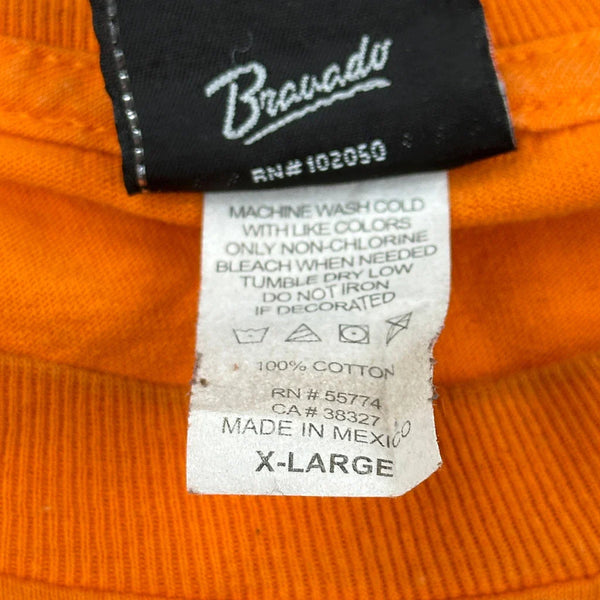 Bravado
RN#102050
MACHINE WASH COLD
WITH LIKE COLORS
ONLY NON-CHLORINE
BLEACH WHEN NEEDED
TUMBLE DRY LOW
DO NOT IRON
IF DECORATED
100% COTTON
RN # 55774
CA # 38327
MADE IN MEXICO
X-LARGE